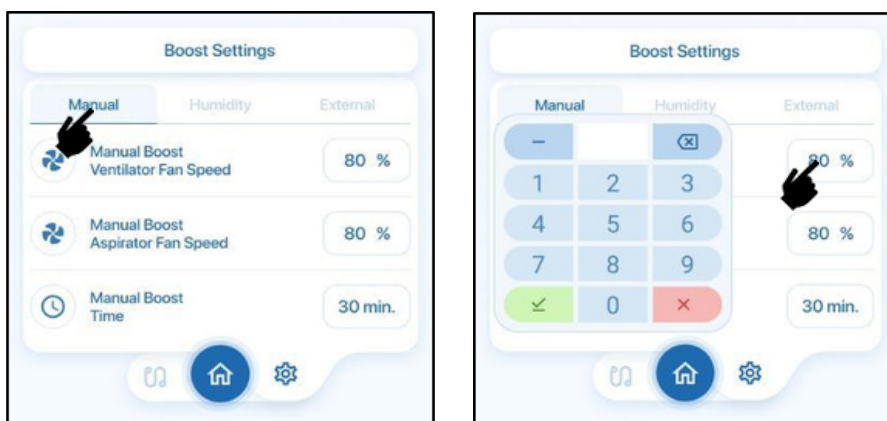 Boost Settings
Manual Humidity External
Manual Boost
Ventilator Fan Speed
80 %
Manual Boost
Aspirator Fan Speed
80 %
Manual Boost
Time
30 min.
Boost Settings
Manual Humidity External
−
1 2 3
4 5 6
7 8 9
0
80 %
80 %
30 min.